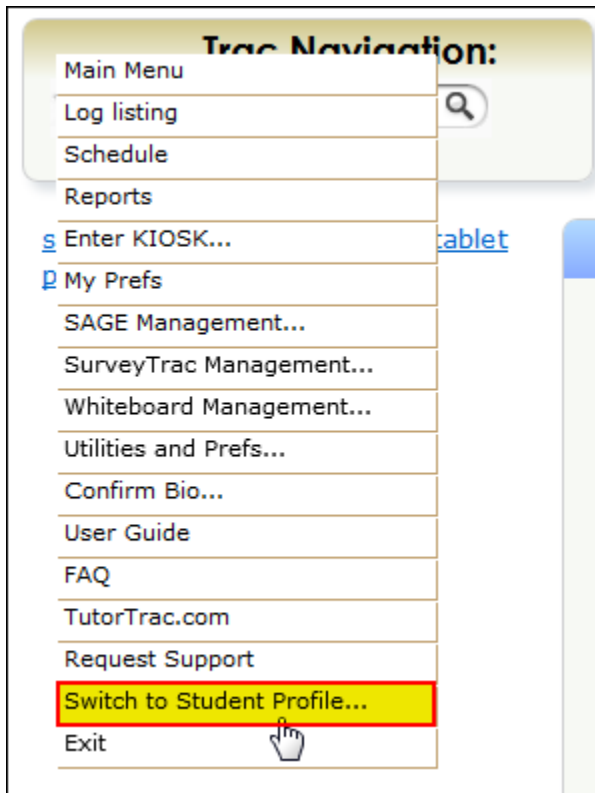 Trac Navigation:
Main Menu
Log listing
Schedule
Reports
s Enter KIOSK... tablet
p My Prefs
SAGE Management...
SurveyTrac Management...
Whiteboard Management...
Utilities and Prefs...
Confirm Bio...
User Guide
FAQ
TutorTrac.com
Request Support
Switch to Student Profile...
Exit